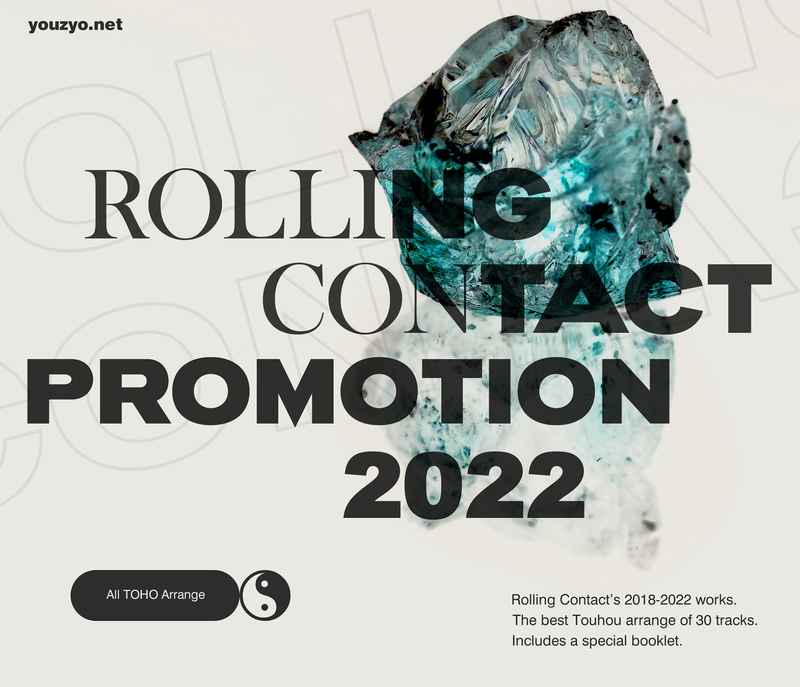 youzyo.net
ROLLING
CONTACT
PROMOTION
2022
All TOHO Arrange
Rolling Contact's 2018-2022 works.
The best Touhou arrange of 30 tracks.
Includes a special booklet.